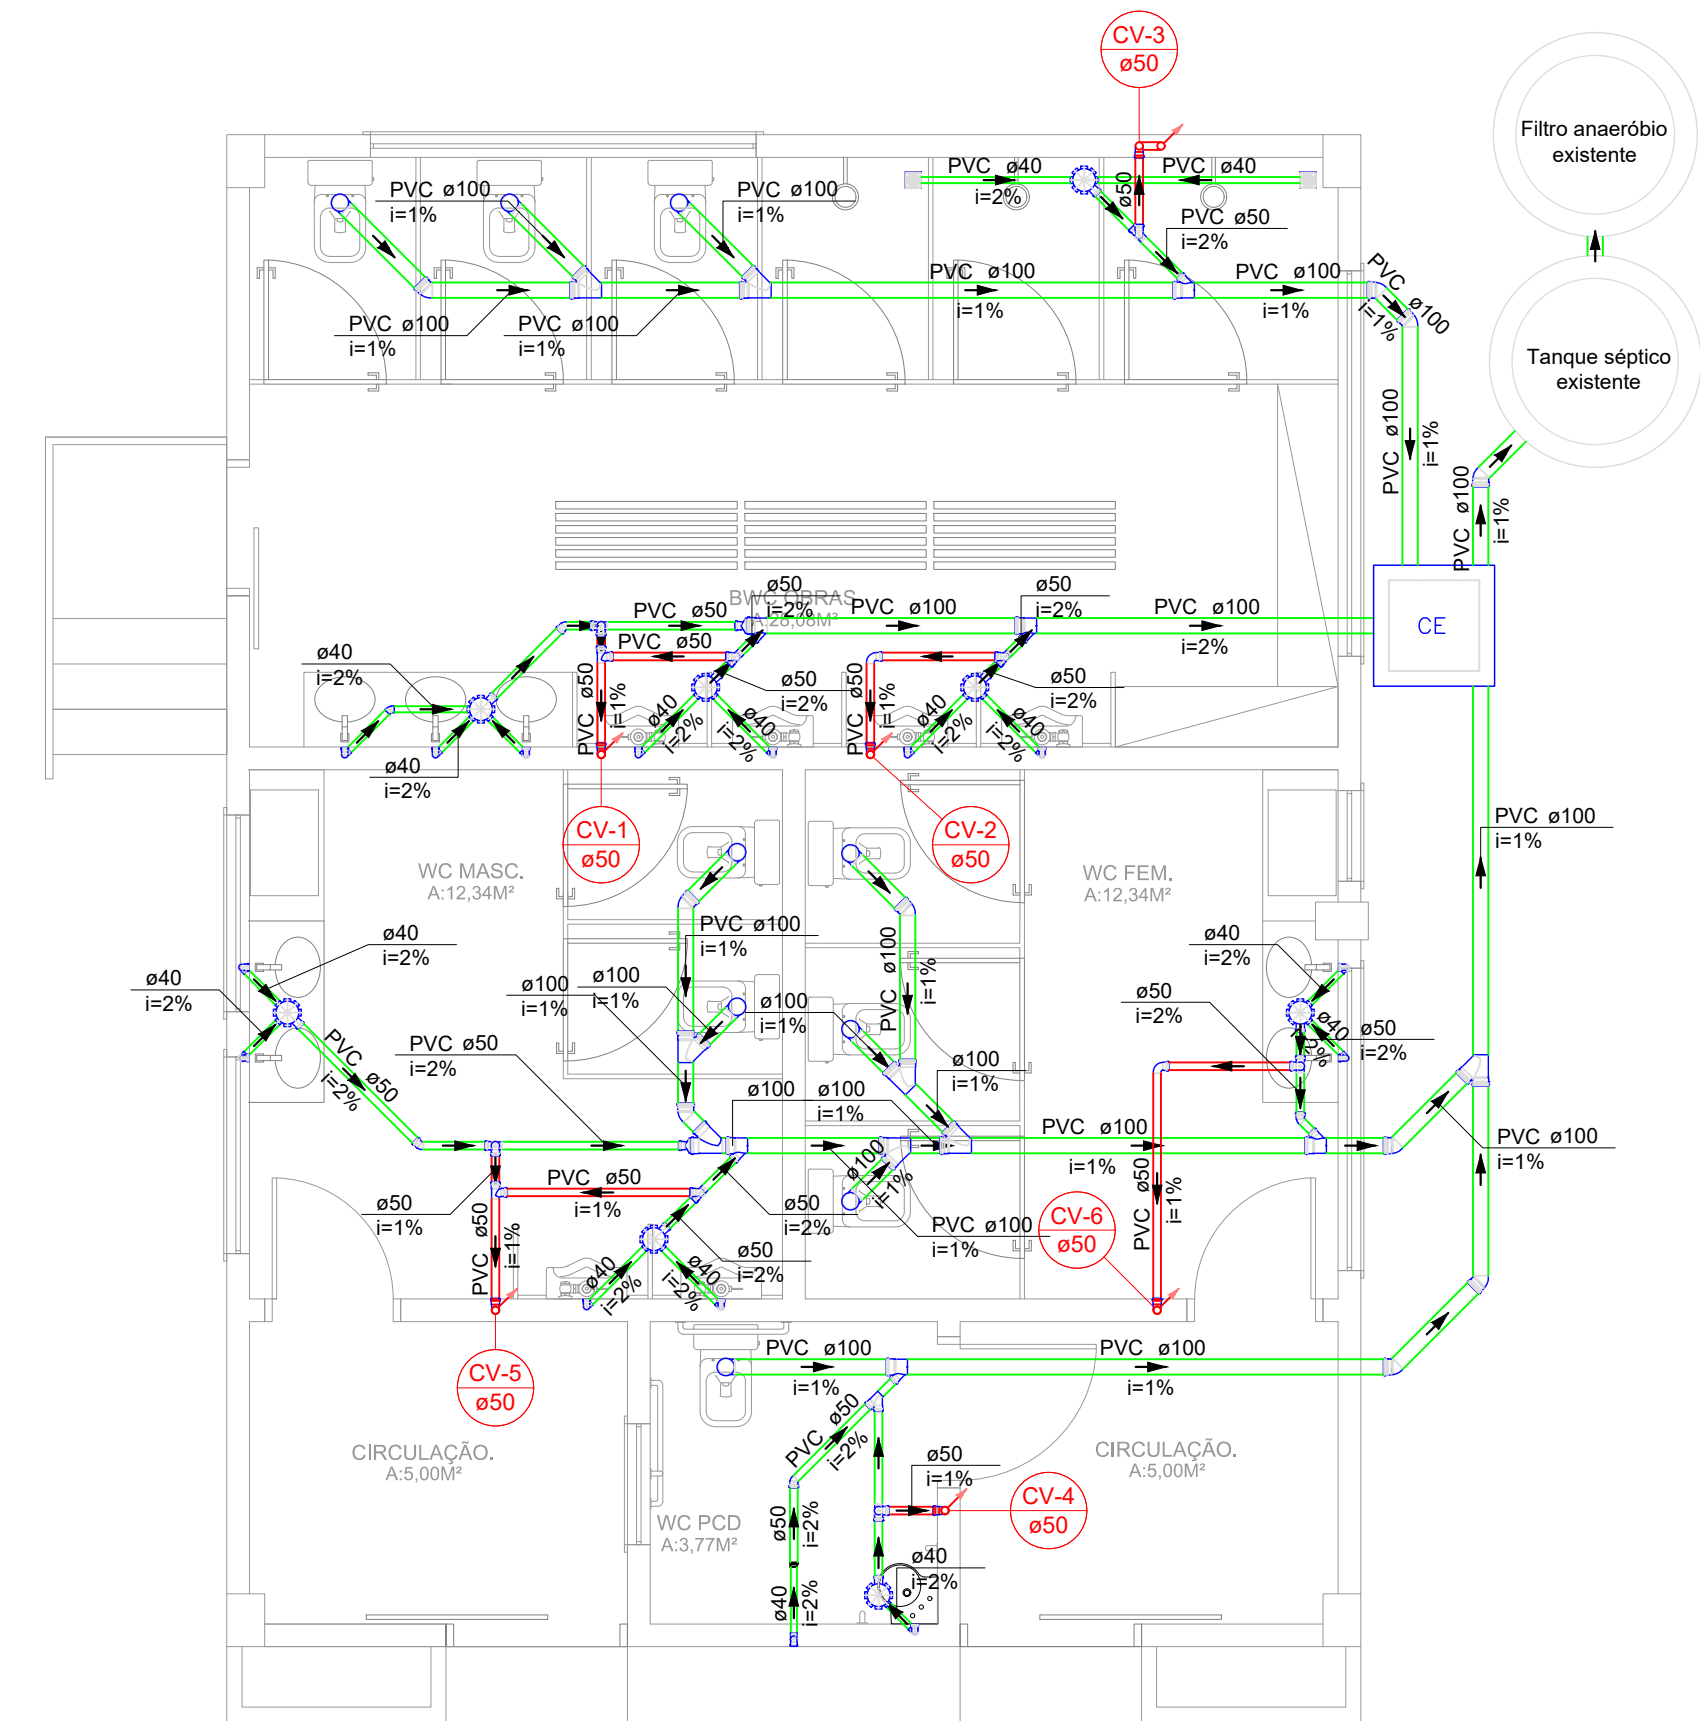 CV-3
ø50
Filtro anaeróbio
existente
PVC ø40
i=2%
PVC ø40
PVC ø100
i=1%
PVC ø100
i=1%
ø50
PVC ø50
i=2%
PVC ø100
i=1%
PVC ø100
i=1%
PVC ø100
i=1%
PVC ø100
i=1%
PVC ø100
i=1%
Tanque séptico
existente
PVC ø100
i=1%
PVC ø100
i=1%
BWC OBRAS
A:28,08M²
ø50
i=2%
PVC ø50
PVC ø50
PVC ø100
ø50
i=2%
PVC ø100
i=2%
CE
ø40
i=2%
ø40
i=2%
PVC ø50
i=1%
ø40
i=2%
ø40
i=2%
ø50
i=2%
PVC ø50
i=1%
ø40
i=2%
ø40
i=2%
ø50
i=2%
CV-1
ø50
CV-2
ø50
PVC ø100
i=1%
WC MASC.
A:12,34M²
WC FEM.
A:12,34M²
ø40
i=2%
ø40
i=2%
PVC ø100
i=1%
ø100
i=1%
ø100
i=1%
ø100
i=1%
PVC ø100
i=1%
ø40
i=2%
ø50
i=2%
ø40
2%
ø50
i=2%
PVC ø50
i=2%
PVC ø50
i=2%
ø100
i=1%
ø100
ø100
i=1%
PVC ø100
i=1%
PVC ø100
i=1%
ø100
i=1%
PVC ø50
i=1%
ø50
i=1%
PVC ø50
i=1%
ø50
i=2%
PVC ø100
i=1%
PVC ø50
i=1%
CV-6
ø50
ø50
i=2%
ø40
i=2%
ø40
i=2%
CV-5
ø50
PVC ø100
i=1%
PVC ø100
i=1%
PVC ø50
i=2%
CIRCULAÇÃO.
A:5,00M²
CIRCULAÇÃO.
A:5,00M²
ø50
i=1%
CV-4
ø50
WC PCD
A:3,77M²
ø50
i=2%
ø40
i=2%
ø40
i=2%